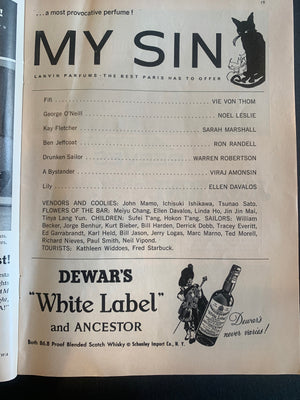 19
... a most provocative perfume !
MY SIN
LANVIN PARFUMS · THE BEST PARIS HAS TO OFFER
Fifi VIE VON THOM
George O'Neill NOEL LESLIE
Kay Fletcher SARAH MARSHALL
Ben Jeffcoat RON RANDELL
Drunken Sailor WARREN ROBERTSON
A Bystander VIRAJ AMONSIN
Lily ELLEN DAVALOS
VENDORS AND COOLIES: John Mamo, Ichizuki Ishikawa, Tsunao Sato.
FLOWERS OF THE BAR: Meiyu Chang, Ellen Davalos, Linda Ho, Jin Jin Mai,
Tinya Lang Yun. CHILDREN: Sufei T'ang, Hokon T'ang. SAILORS: William
Becker, Jorge Benhur, Kurt Bieber, Bill Harden, Derrick Dobb, Tracy Everitt,
Ed Garrabrandt, Karl Held, Bill Jason, Jerry Logas, Marc Marno, Ted Morell,
Richard Nieves, Paul Smith, Neil Vipond.
TOURISTS: Kathleen Widdoes, Fred Starbuck.
DEWAR'S
"White Label"
and ANCESTOR
Dewar's
never varies!
Both 86.8 Proof Blended Scotch Whisky © Schenley Import Co., N. Y.